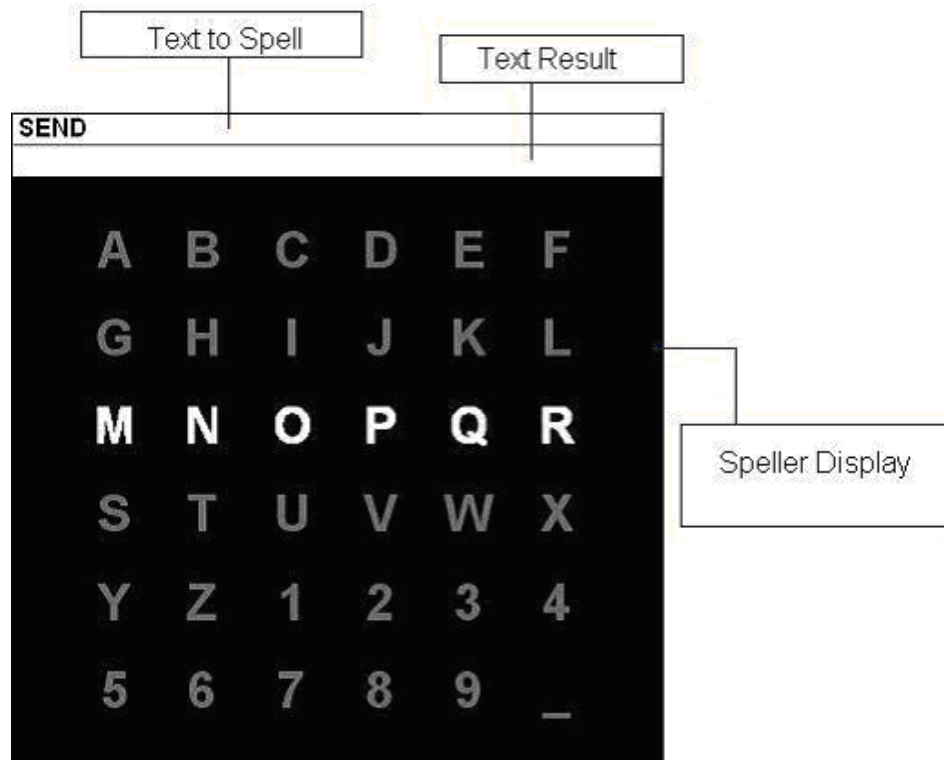 Text to Spell
Text Result
SEND
A B C D E F
G H I J K L
M N O P Q R
S T U V W X
Y Z 1 2 3 4
5 6 7 8 9 _
Speller Display